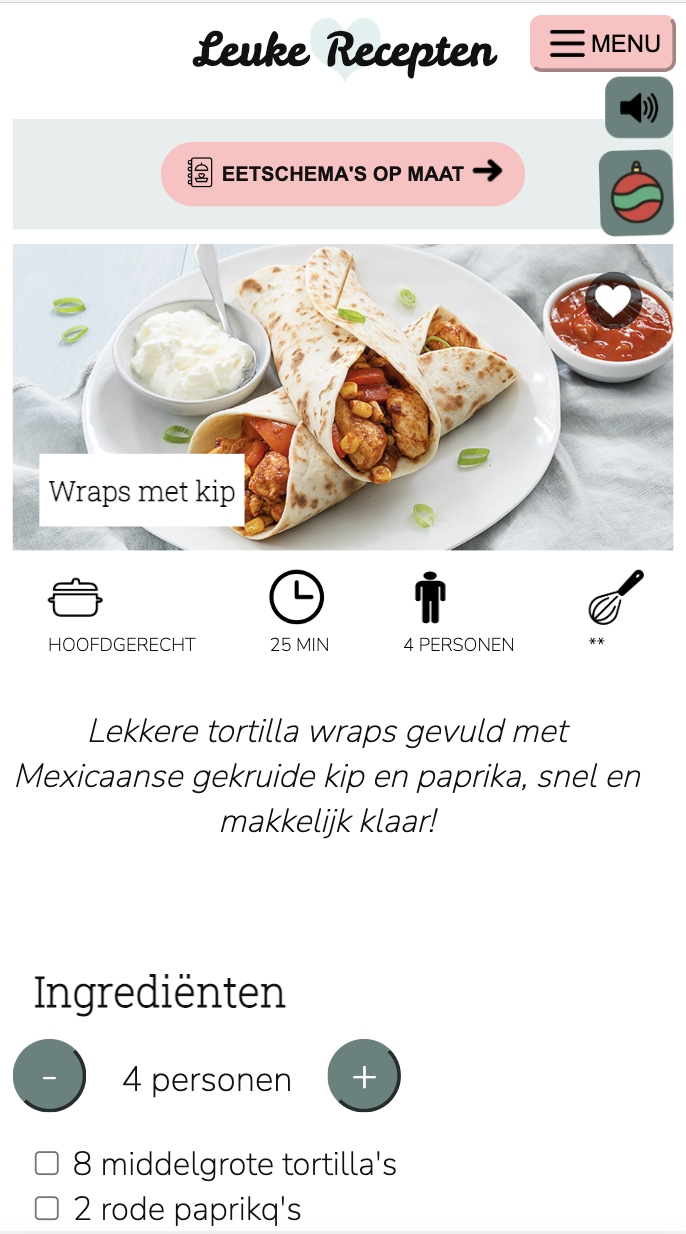 Leuke Recepten
MENU
EETSCHEMA'S OP MAAT
Wraps met kip
HOOFDGERECHT
25 MIN
4 PERSONEN
**
Lekkere tortilla wraps gevuld met
Mexicaanse gekruide kip en paprika, snel en
makkelijk klaar!
Ingrediënten
-
4 personen
+
8 middelgrote tortilla's
2 rode paprikq's